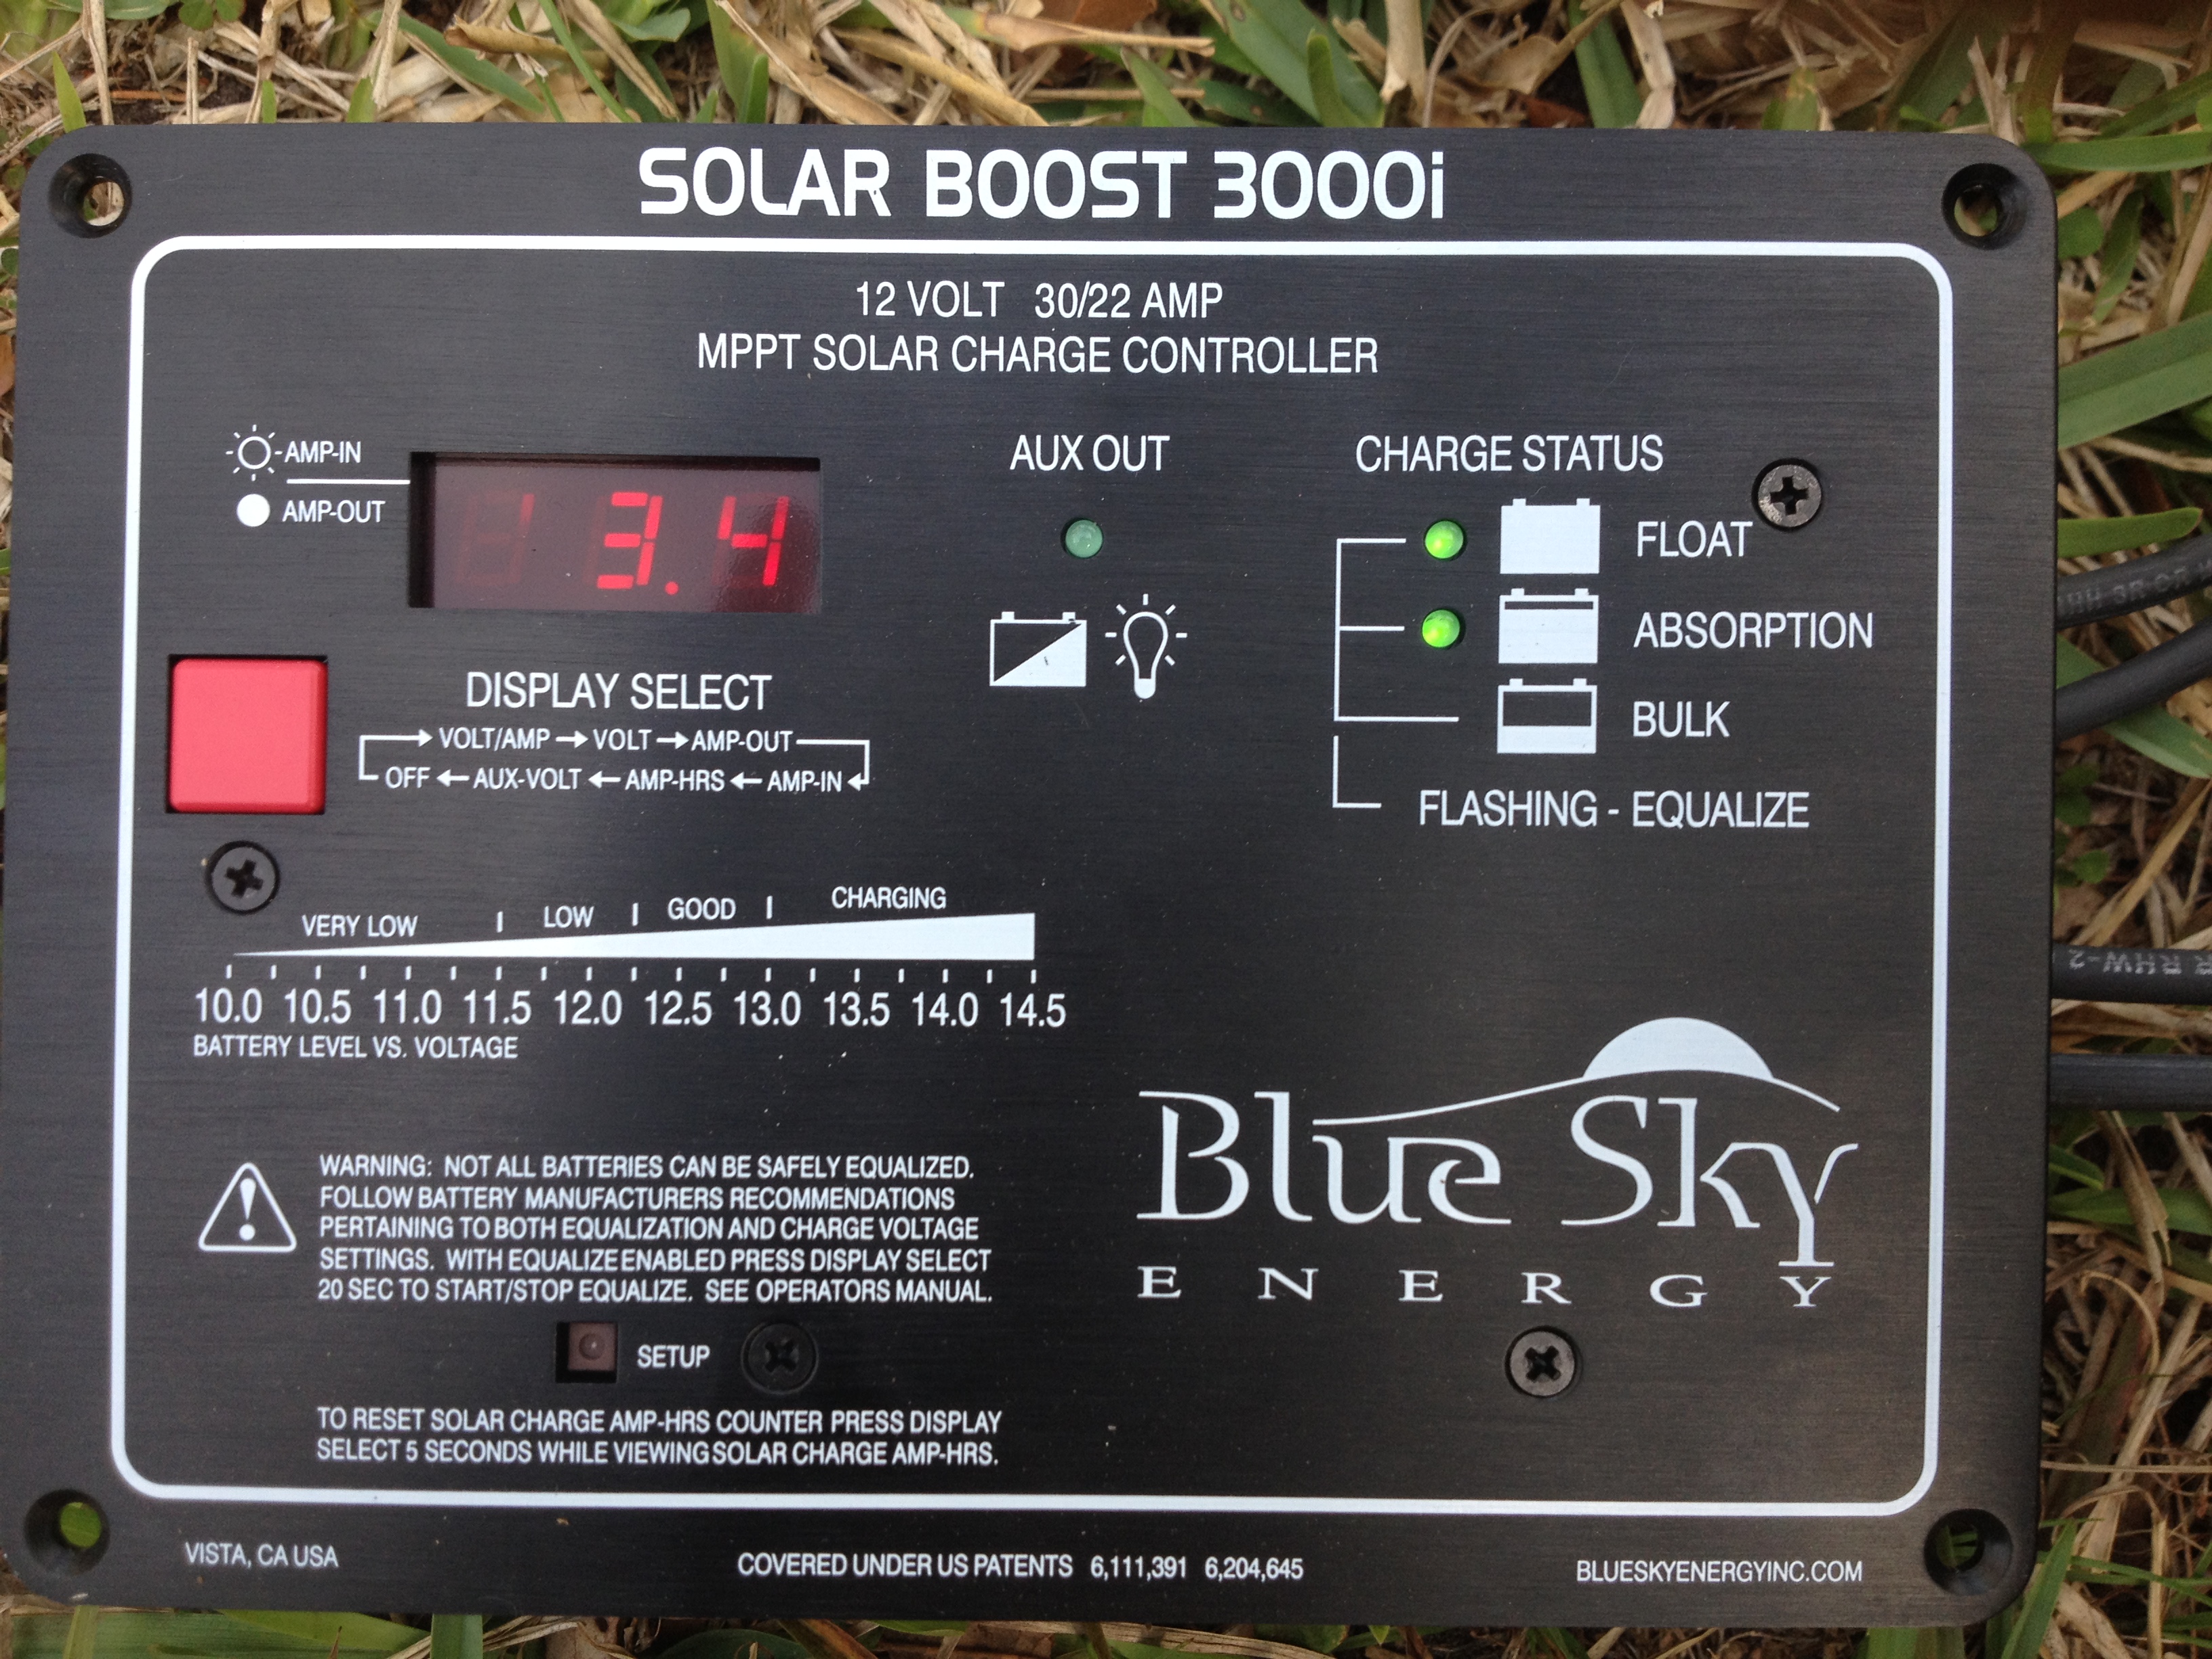 SOLAR BOOST 3000i
12 VOLT 30/22 AMP
MPPT SOLAR CHARGE CONTROLLER
AMP-IN
AMP-OUT
3.4
AUX OUT
CHARGE STATUS
FLOAT
ABSORPTION
BULK
FLASHING - EQUALIZE
DISPLAY SELECT
VOLT/AMP → VOLT → AMP-OUT
OFF ← AUX-VOLT ← AMP-HRS ← AMP-IN
VERY LOW | LOW | GOOD | CHARGING
10.0 10.5 11.0 11.5 12.0 12.5 13.0 13.5 14.0 14.5
BATTERY LEVEL VS. VOLTAGE
WARNING: NOT ALL BATTERIES CAN BE SAFELY EQUALIZED.
FOLLOW BATTERY MANUFACTURERS RECOMMENDATIONS
PERTAINING TO BOTH EQUALIZATION AND CHARGE VOLTAGE
SETTINGS. WITH EQUALIZE ENABLED PRESS DISPLAY SELECT
20 SEC TO START/STOP EQUALIZE. SEE OPERATORS MANUAL.
Blue Sky
ENERGY
SETUP
TO RESET SOLAR CHARGE AMP-HRS COUNTER PRESS DISPLAY
SELECT 5 SECONDS WHILE VIEWING SOLAR CHARGE AMP-HRS.
VISTA, CA USA
COVERED UNDER US PATENTS 6,111,391 6,204,645
BLUESKYENERGYINC.COM
RHW-2